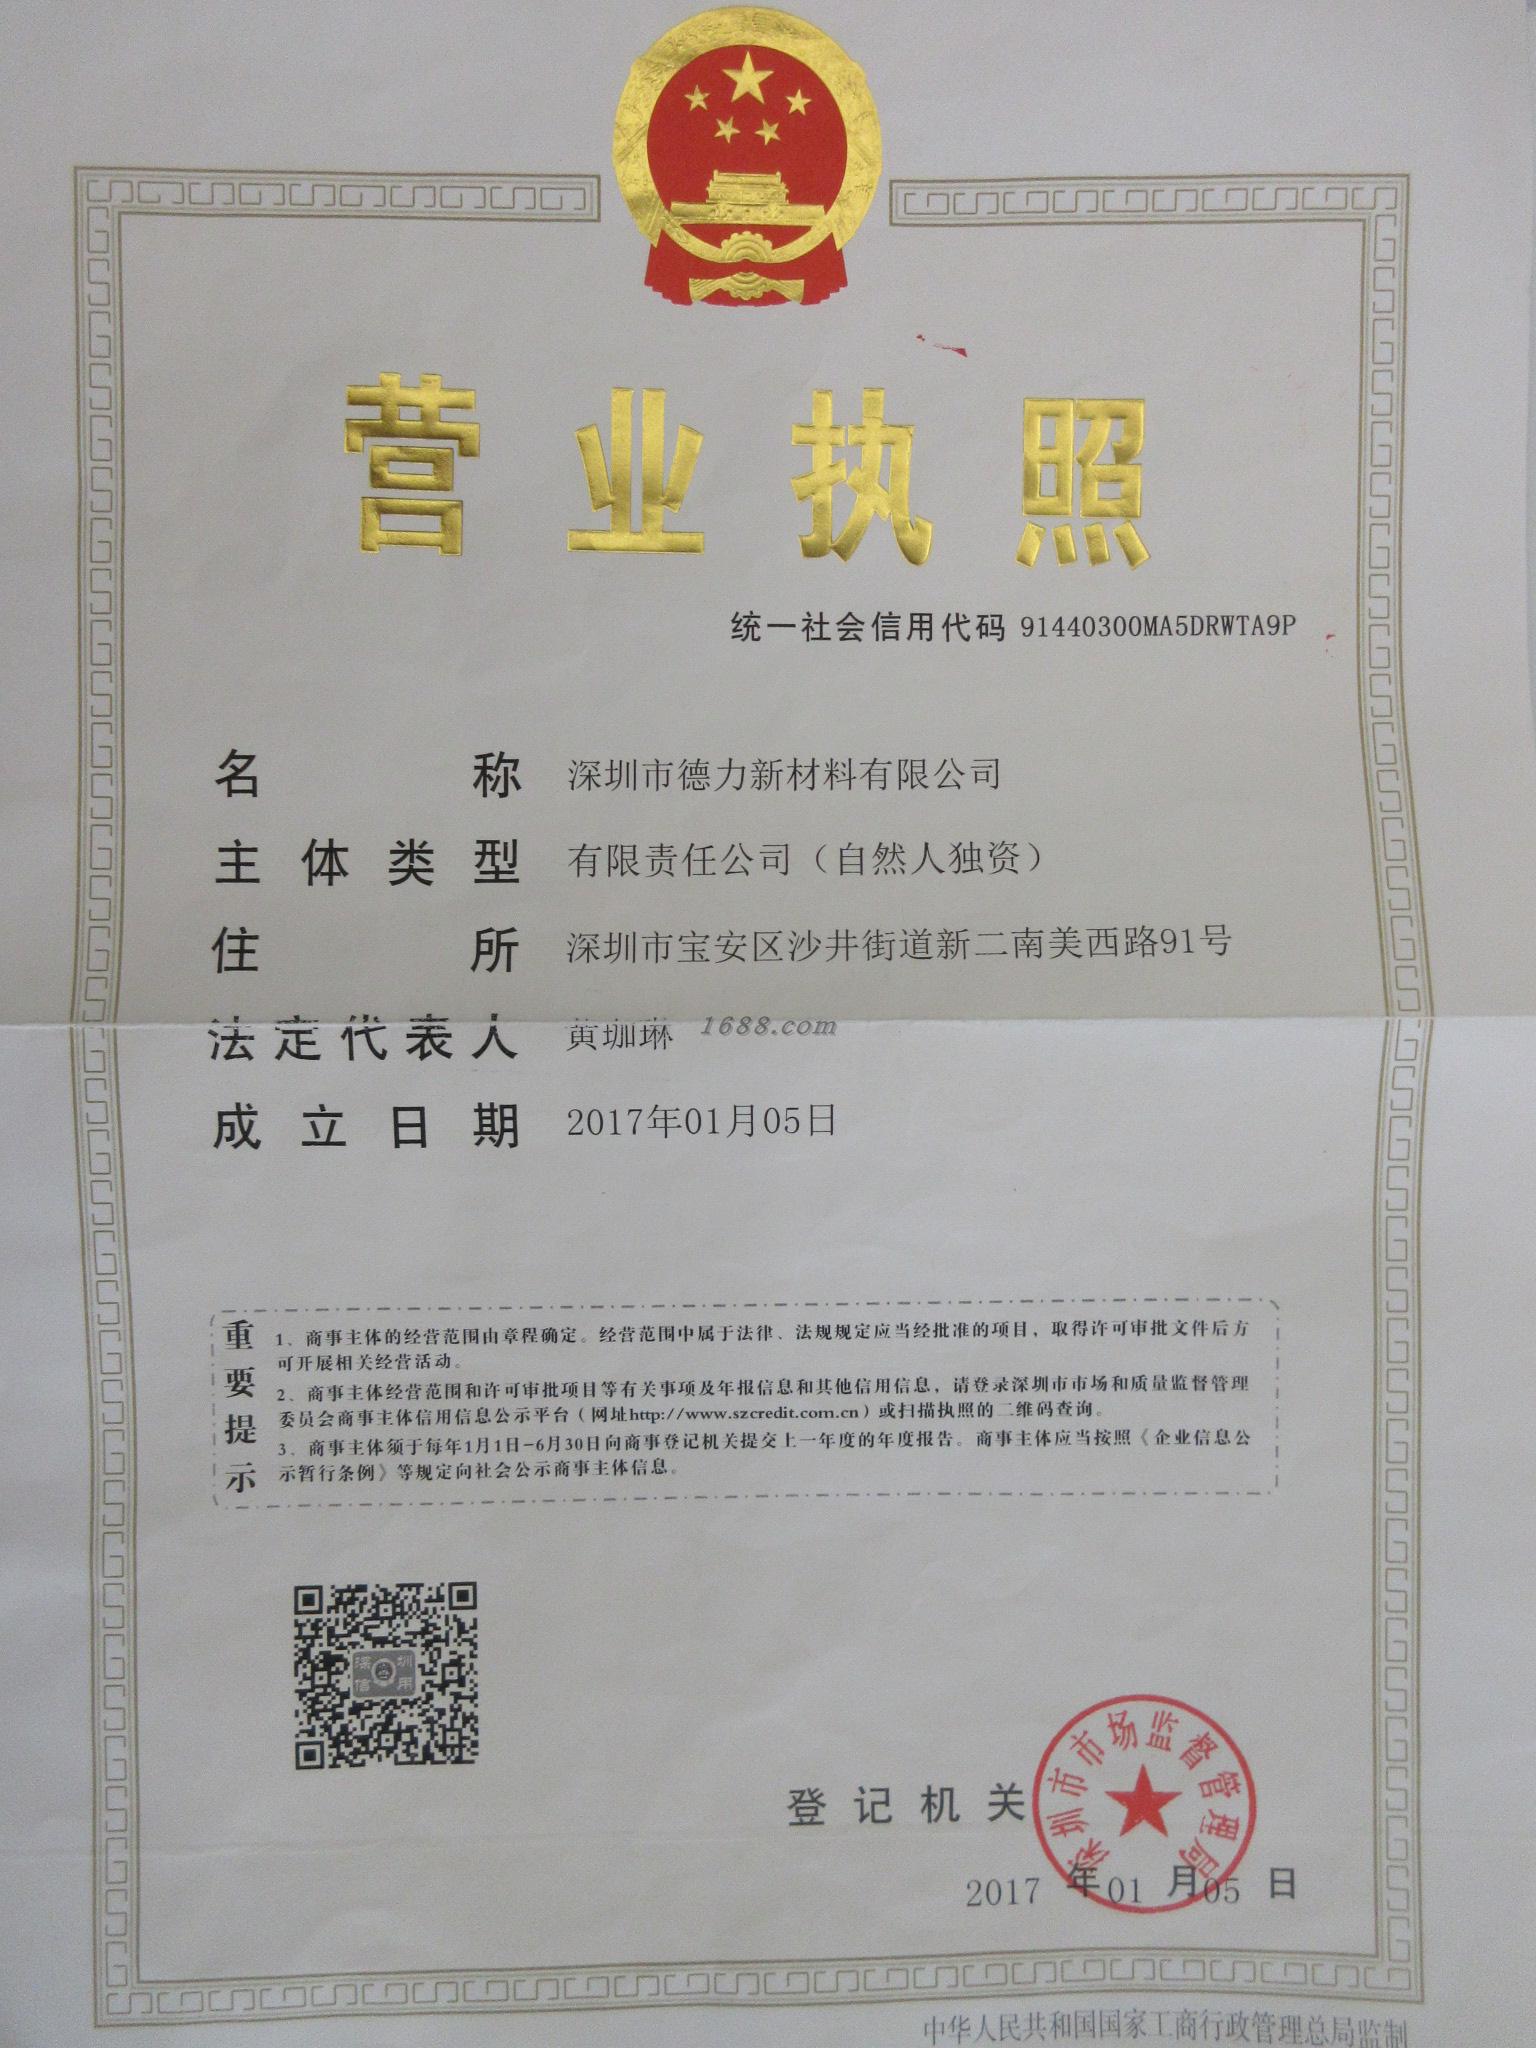 营业执照
统一社会信用代码 91440300MA5DRWTA9P
名称 深圳市德力新材料有限公司
主体类型 有限责任公司（自然人独资）
住所 深圳市宝安区沙井街道新二南美西路91号
法定代表人 黄珈琳 1688.com
成立日期 2017年01月05日
重要提示
1、商事主体的经营范围由章程确定。经营范围中属于法律、法规规定应当经批准的项目，取得许可审批文件后方
可开展相关经营活动。
2、商事主体经营范围和许可审批项目等有关事项及年报信息和其他信用信息，请登录深圳市市场和质量监督管理
委员会商事主体信用信息公示平台（网址http://www.szcredit.com.cn）或扫描执照的二维码查询。
3、商事主体须于每年1月1日-6月30日向商事登记机关提交上一年度的年度报告。商事主体应当按照《企业信息公
示暂行条例》等规定向社会公示商事主体信息。
深圳
信用
登记机关
深圳市市场监督管理局
2017 年 01 月 05 日
中华人民共和国国家工商行政管理总局监制